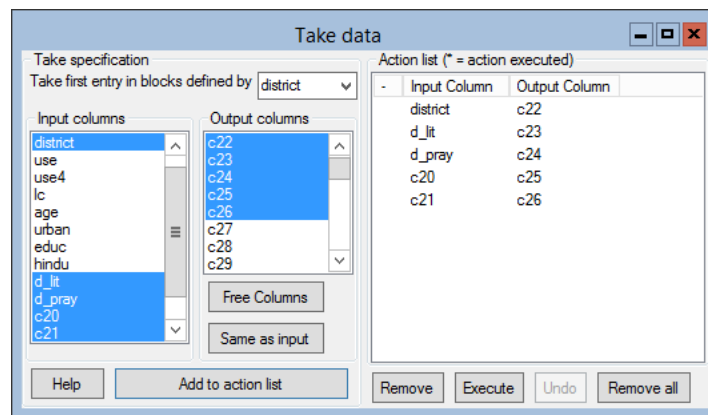 Take data
Take specification
Take first entry in blocks defined by district
Input columns
district
use
use4
lc
age
urban
educ
hindu
d_lit
d_pray
c20
c21
Output columns
c22
c23
c24
c25
c26
c27
c28
c29
Free Columns
Same as input
Help
Add to action list
Action list (* = action executed)
- Input Column Output Column
district c22
d_lit c23
d_pray c24
c20 c25
c21 c26
Remove Execute Undo Remove all